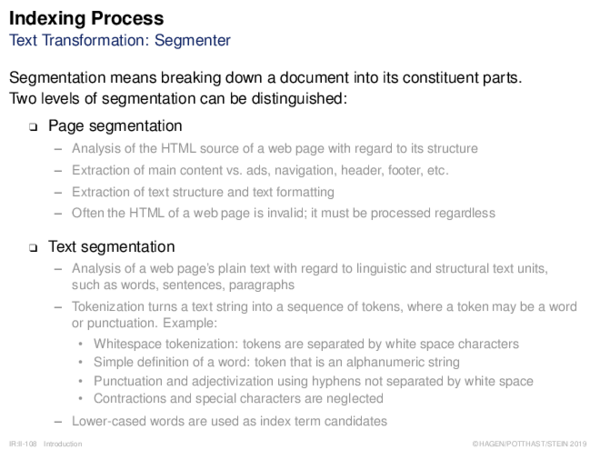 Indexing Process
Text Transformation: Segmenter
Segmentation means breaking down a document into its constituent parts.
Two levels of segmentation can be distinguished:
❑ Page segmentation
– Analysis of the HTML source of a web page with regard to its structure
– Extraction of main content vs. ads, navigation, header, footer, etc.
– Extraction of text structure and text formatting
– Often the HTML of a web page is invalid; it must be processed regardless
❑ Text segmentation
– Analysis of a web page's plain text with regard to linguistic and structural text units,
such as words, sentences, paragraphs
– Tokenization turns a text string into a sequence of tokens, where a token may be a word
or punctuation. Example:
• Whitespace tokenization: tokens are separated by white space characters
• Simple definition of a word: token that is an alphanumeric string
• Punctuation and adjectivization using hyphens not separated by white space
• Contractions and special characters are neglected
– Lower-cased words are used as index term candidates
IR:II-108 Introduction ©HAGEN/POTTHAST/STEIN 2019